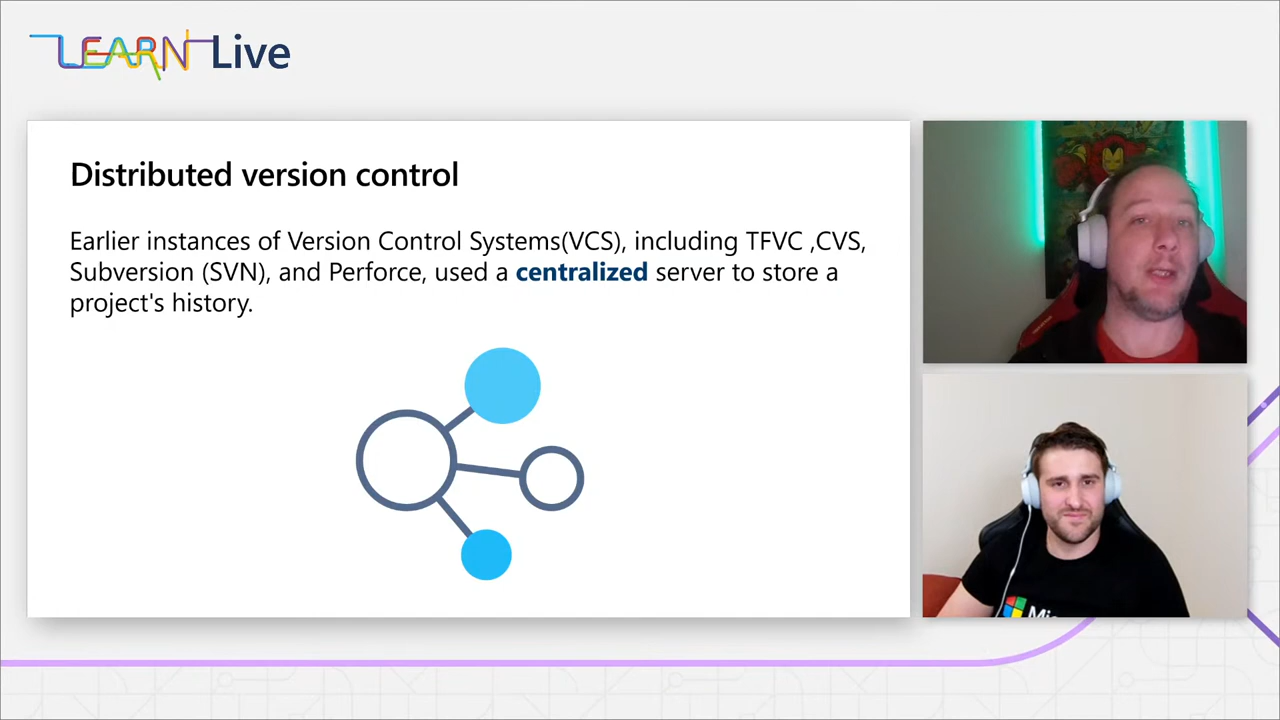 LEARN Live
Distributed version control
Earlier instances of Version Control Systems(VCS), including TFVC ,CVS,
Subversion (SVN), and Perforce, used a centralized server to store a
project's history.